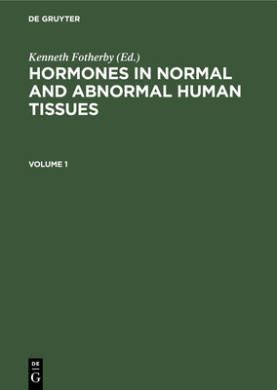 DE GRUYTER
Kenneth Fotherby (Ed.)
HORMONES IN NORMAL
AND ABNORMAL HUMAN
TISSUES
VOLUME 1
DE
G